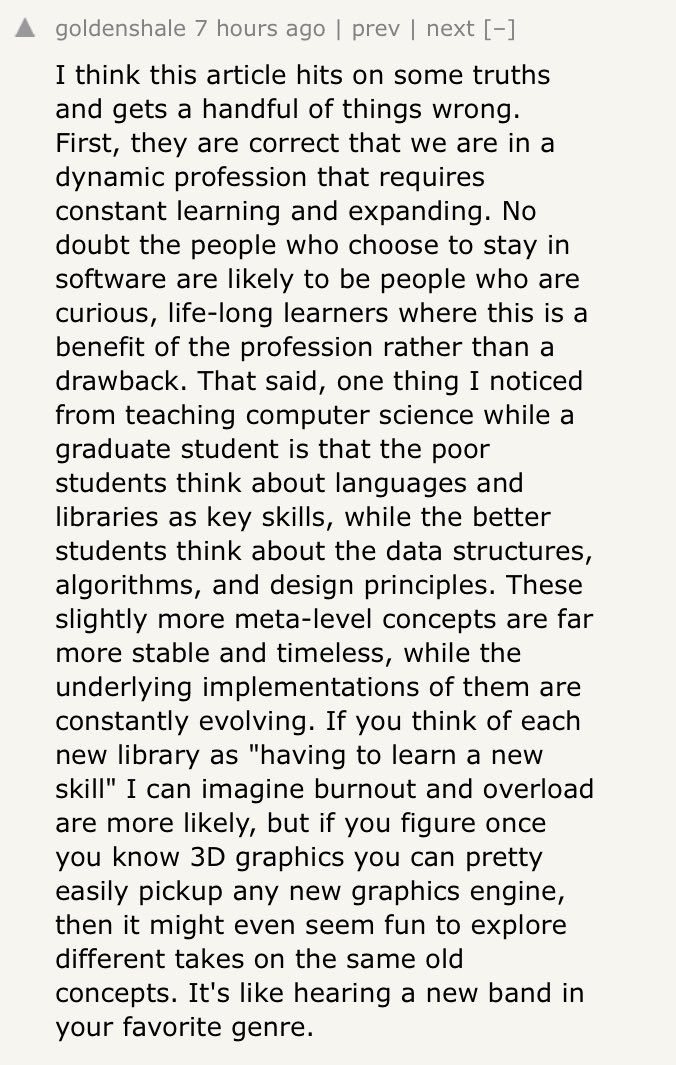 ▲ goldenshale 7 hours ago | prev | next [–]
I think this article hits on some truths
and gets a handful of things wrong.
First, they are correct that we are in a
dynamic profession that requires
constant learning and expanding. No
doubt the people who choose to stay in
software are likely to be people who are
curious, life-long learners where this is a
benefit of the profession rather than a
drawback. That said, one thing I noticed
from teaching computer science while a
graduate student is that the poor
students think about languages and
libraries as key skills, while the better
students think about the data structures,
algorithms, and design principles. These
slightly more meta-level concepts are far
more stable and timeless, while the
underlying implementations of them are
constantly evolving. If you think of each
new library as "having to learn a new
skill" I can imagine burnout and overload
are more likely, but if you figure once
you know 3D graphics you can pretty
easily pickup any new graphics engine,
then it might even seem fun to explore
different takes on the same old
concepts. It's like hearing a new band in
your favorite genre.